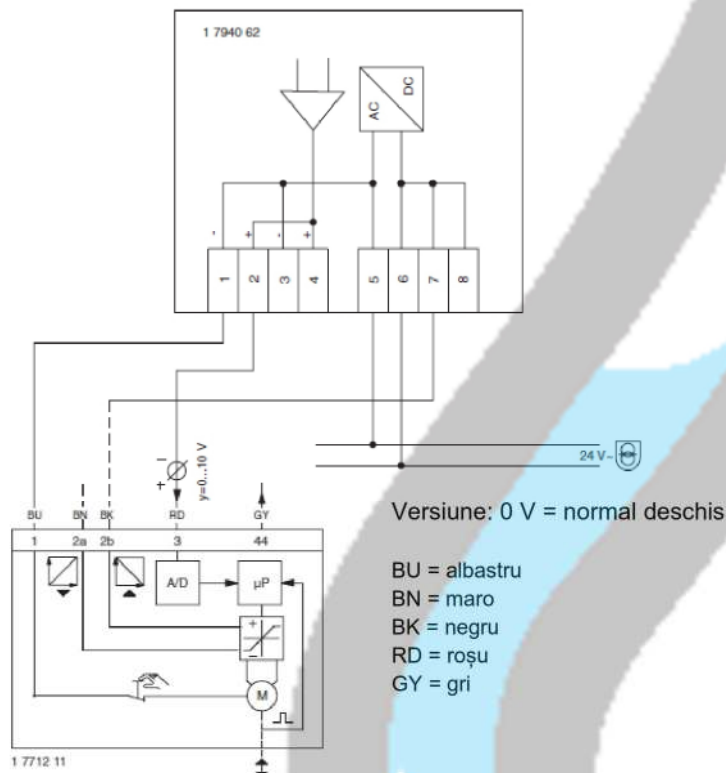 1 7940 62
AC
DC
- + - +
1 2 3 4 5 6 7 8
- + y=0...10 V
24 V~
BU BN BK RD GY
1 2a 2b 3 44
A/D µP
+
−
M
1 7712 11
Versiune: 0 V = normal deschis
BU = albastru
BN = maro
BK = negru
RD = roșu
GY = gri